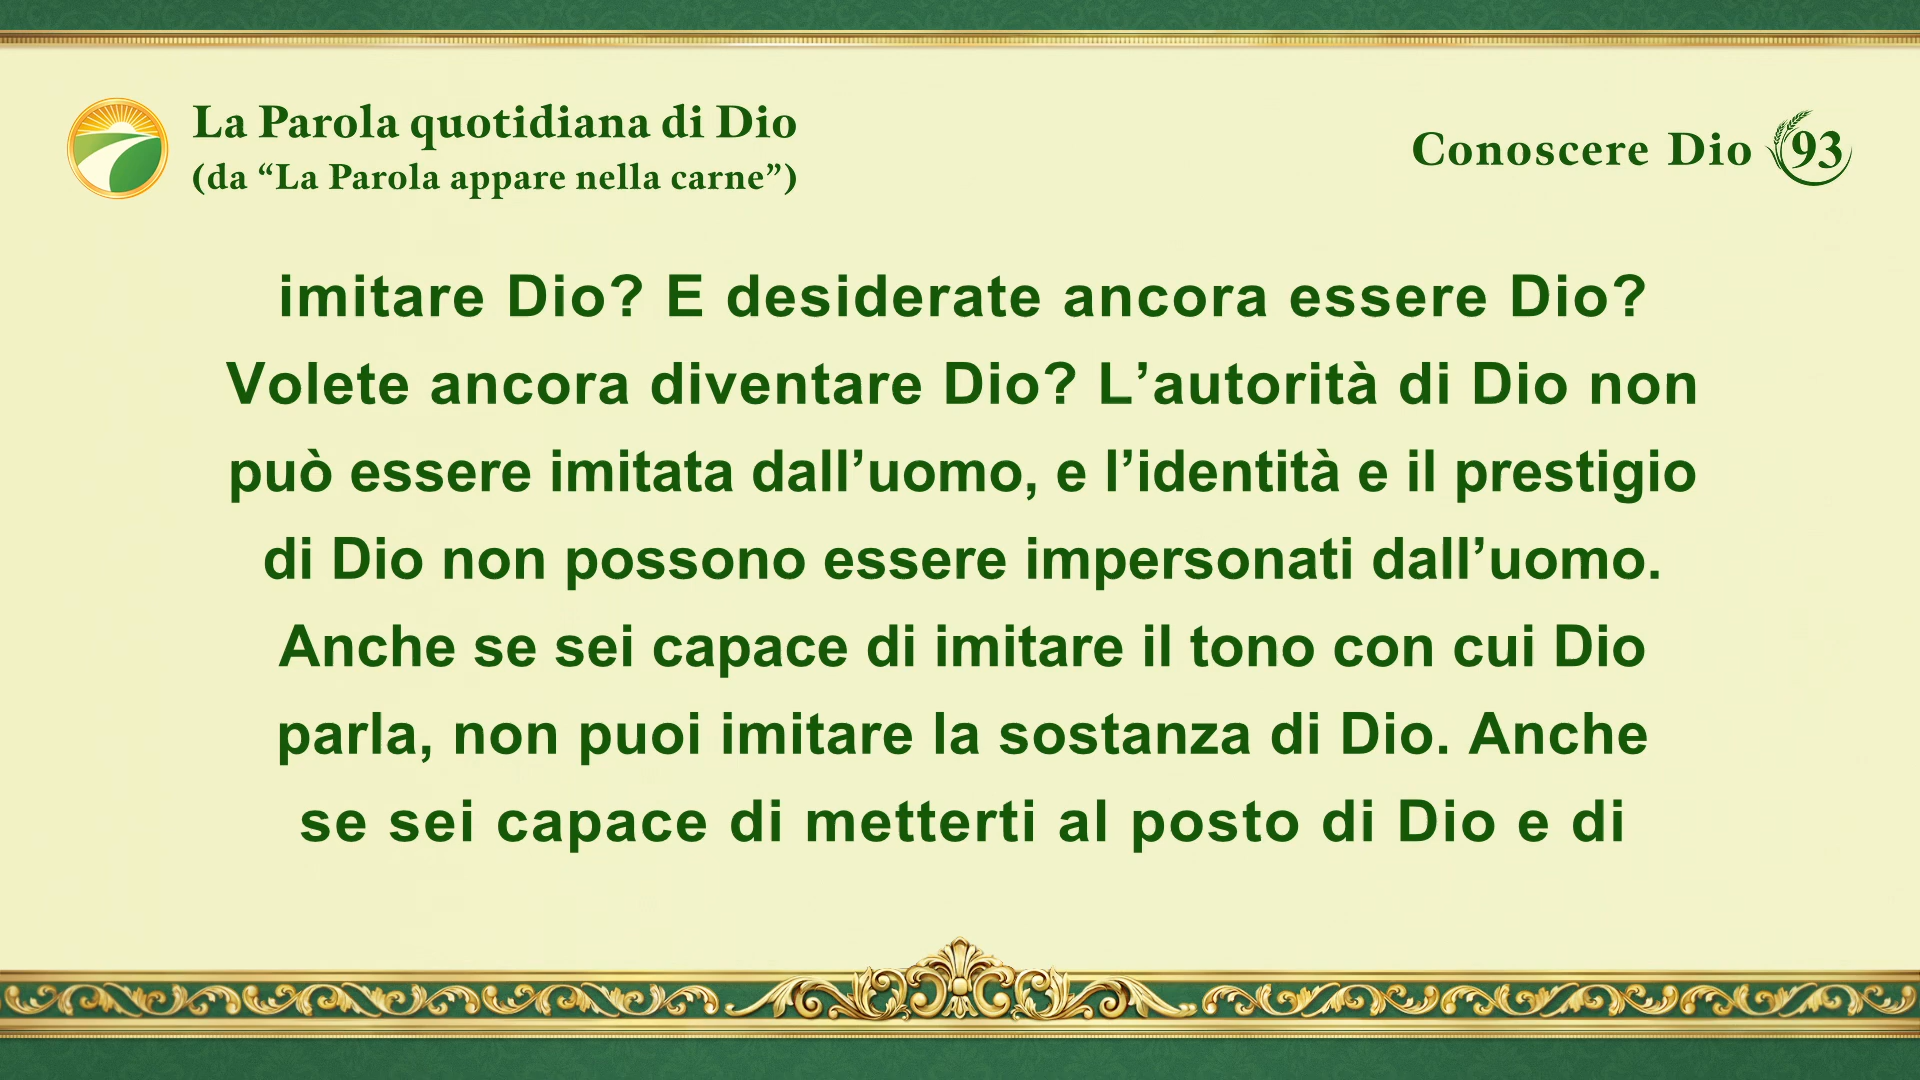 La Parola quotidiana di Dio
(da “La Parola appare nella carne”)
Conoscere Dio 93
imitare Dio? E desiderate ancora essere Dio?
Volete ancora diventare Dio? L’autorità di Dio non
può essere imitata dall’uomo, e l’identità e il prestigio
di Dio non possono essere impersonati dall’uomo.
Anche se sei capace di imitare il tono con cui Dio
parla, non puoi imitare la sostanza di Dio. Anche
se sei capace di metterti al posto di Dio e di